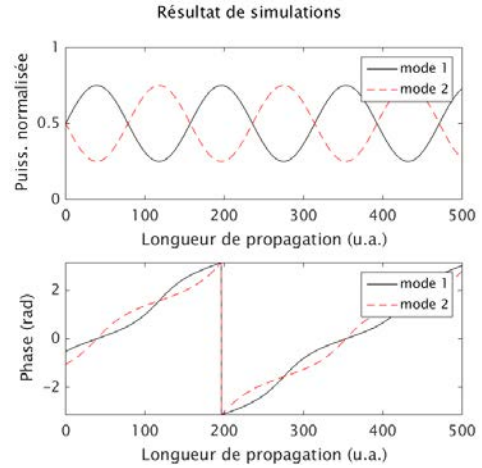 Résultat de simulations
Puiss. normalisée
1
0.5
0
mode 1
mode 2
0 100 200 300 400 500
Longueur de propagation (u.a.)
Phase (rad)
2
0
-2
mode 1
mode 2
0 100 200 300 400 500
Longueur de propagation (u.a.)